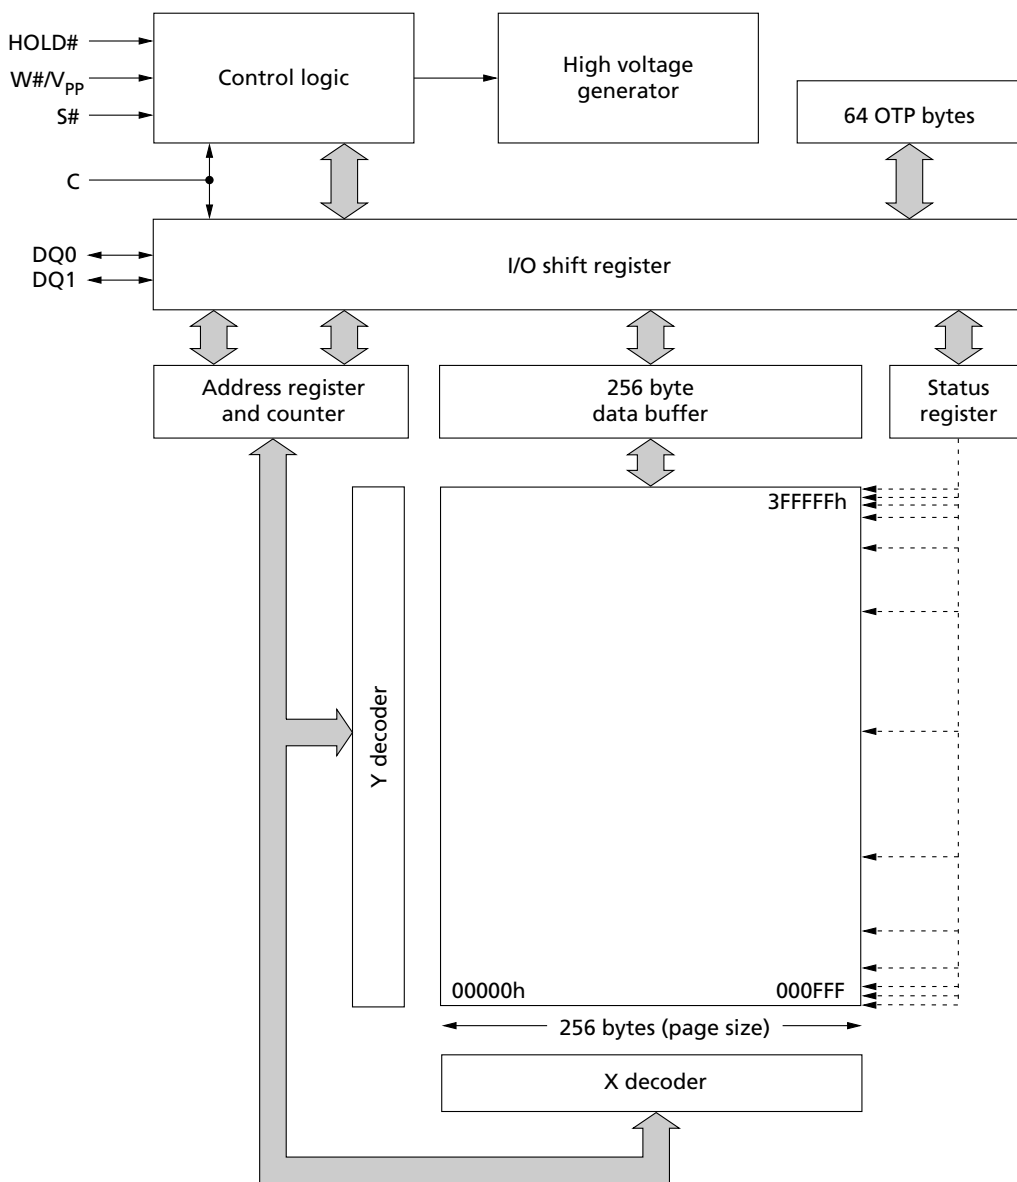 HOLD#
W#/VPP
S#
Control logic
High voltage
generator
64 OTP bytes
C
DQ0
DQ1
I/O shift register
Address register
and counter
256 byte
data buffer
Status
register
3FFFFFh
Y decoder
00000h
000FFF
256 bytes (page size)
X decoder